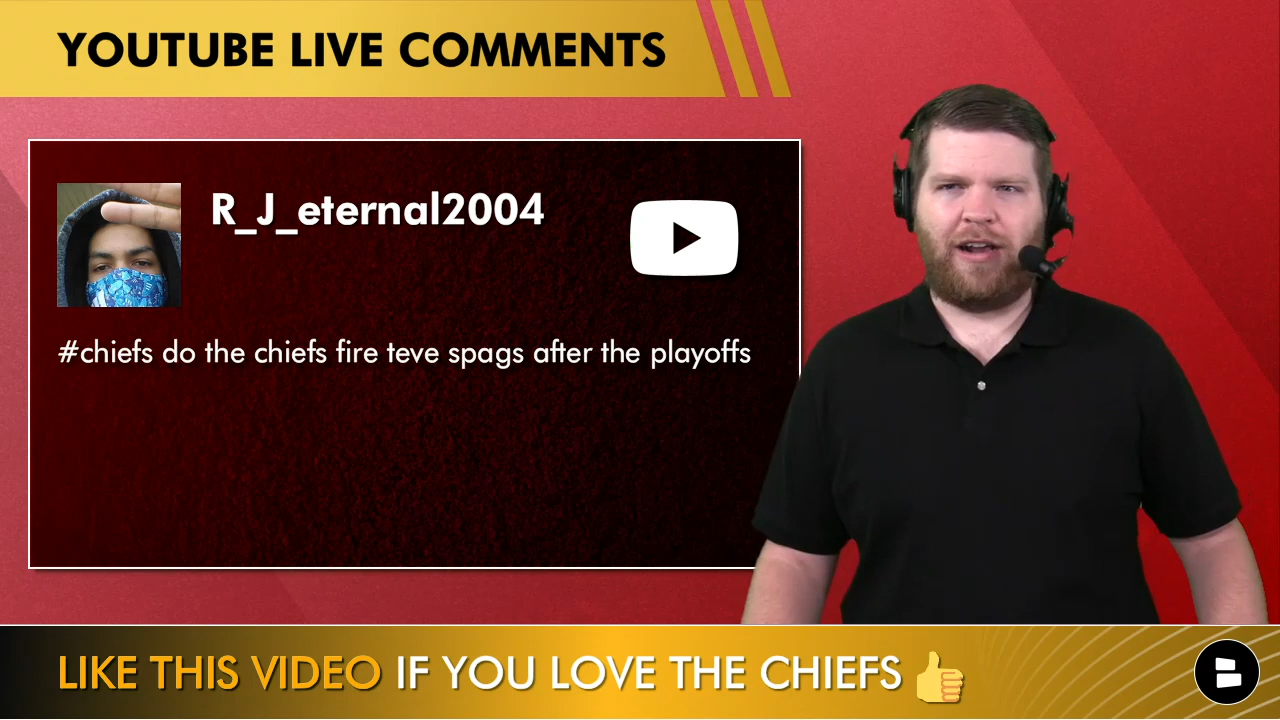 YOUTUBE LIVE COMMENTS
R_J_eternal2004
#chiefs do the chiefs fire teve spags after the playoffs
LIKE THIS VIDEO IF YOU LOVE THE CHIEFS